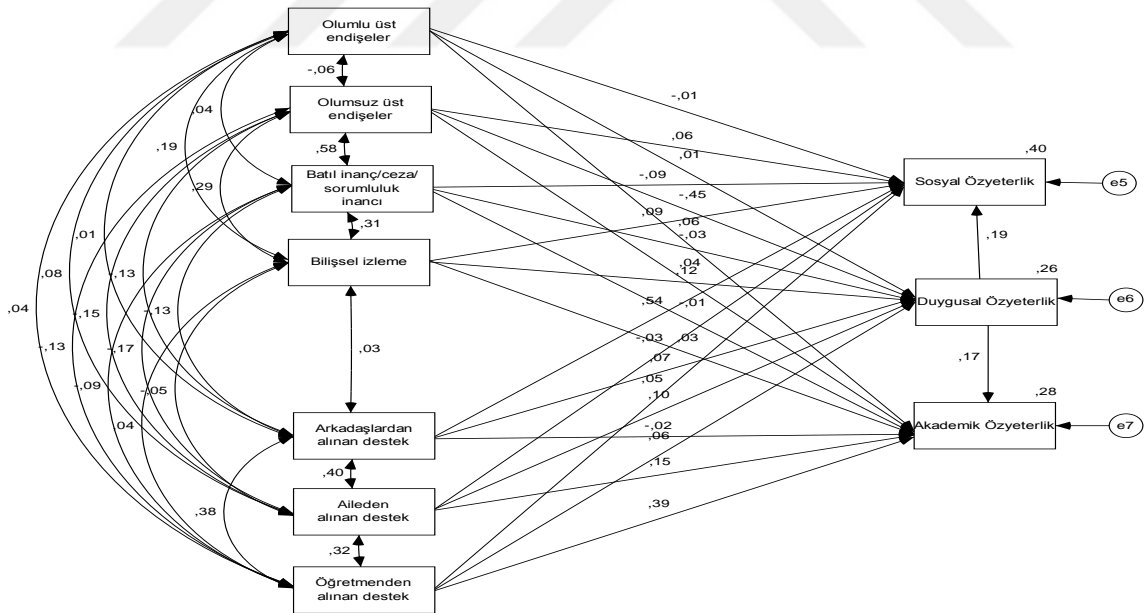 Olumlu üst
endişeler
-,06
-,01
,04
Olumsuz üst
endişeler
,06
,19
,58
,01
,40
Batıl inanç/ceza/
sorumluluk
inancı
-,09
-,45
Sosyal Özyeterlik
e5
,29
,31
,09
,06
-,03
,19
Bilişsel izleme
,04
,12
,01
-,13
,26
,08
,54
-,01
Duygusal Özyeterlik
e6
,04
-,15
-,13
-,03
,03
-,13
-,17
,03
,07
,17
-,09
-,05
,05
,10
,28
,04
Arkadaşlardan
alınan destek
-,02
,06
Akademik Özyeterlik
e7
,40
,15
,38
Aileden
alınan destek
,39
,32
Öğretmenden
alınan destek